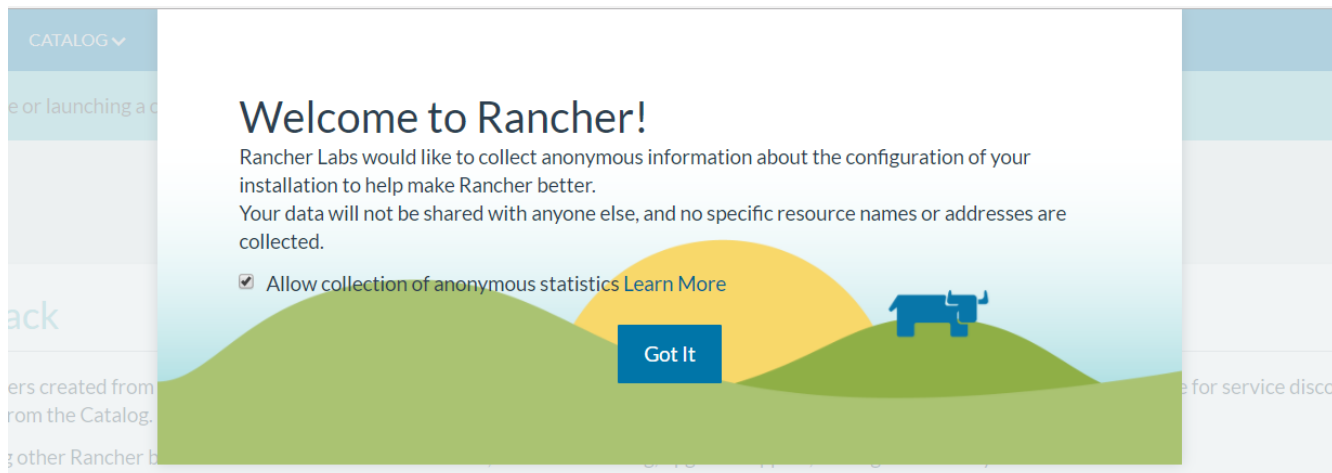 CATALOG
e or launching a c
Welcome to Rancher!
Rancher Labs would like to collect anonymous information about the configuration of your
installation to help make Rancher better.
Your data will not be shared with anyone else, and no specific resource names or addresses are
collected.
Allow collection of anonymous statistics Learn More
ack
Got It
ers created from
e for service disco
rom the Catalog.
g other Rancher b